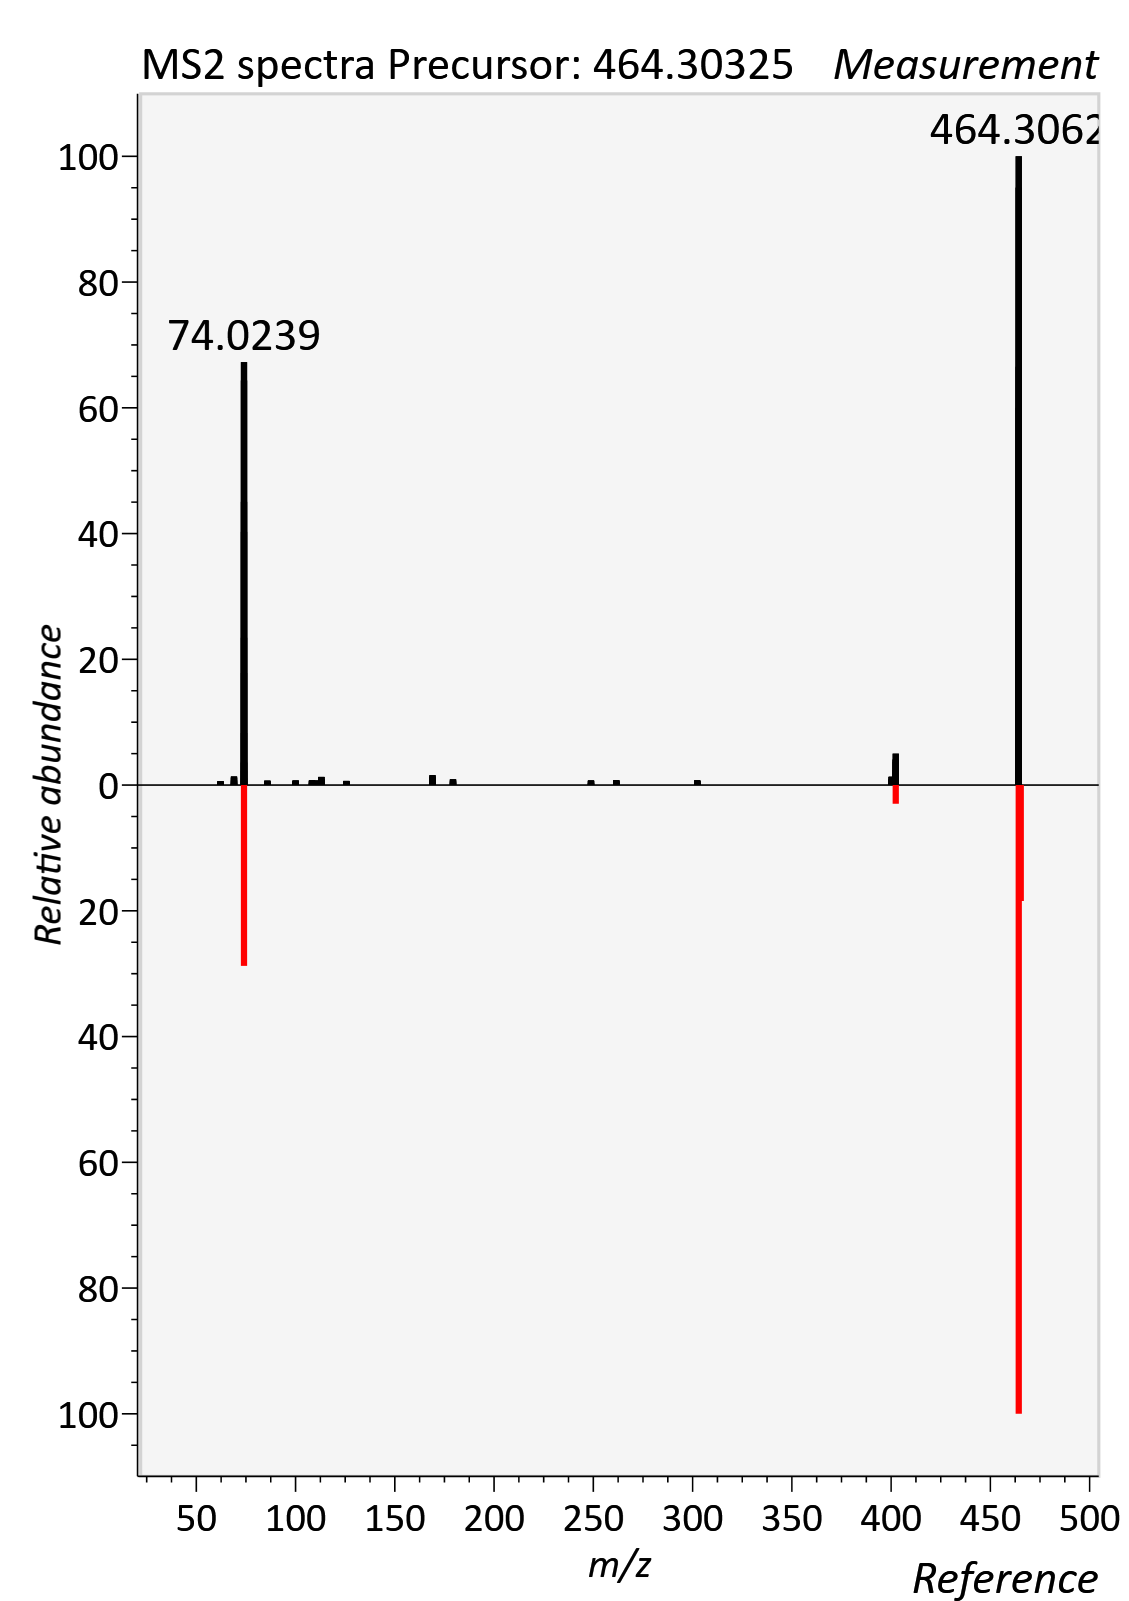 MS2 spectra Precursor: 464.30325 Measurement
464.3062
100
80
74.0239
60
40
20
0
20
40
60
80
100
Relative abundance
50 100 150 200 250 300 350 400 450 500
m/z
Reference